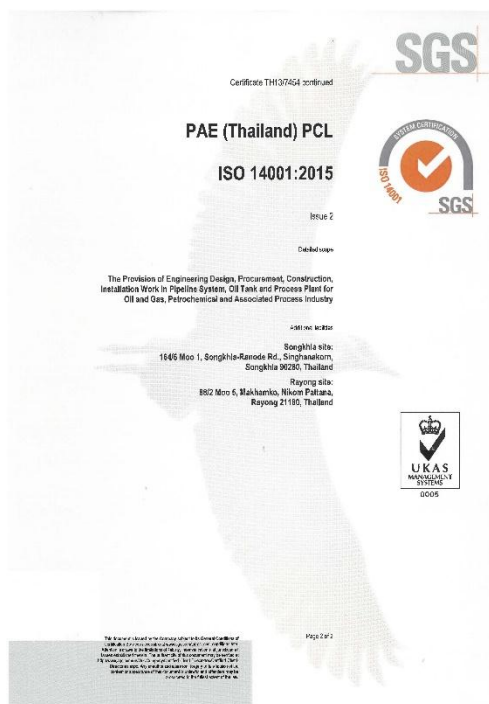 SGS
Certificate TH13/7454 continued
PAE (Thailand) PCL
ISO 14001:2015
SYSTEM CERTIFICATION
ISO 14001
SGS
Issue 2
Detailed scope
The Provision of Engineering Design, Procurement, Construction,
Installation Work in Pipeline System, Oil Tank and Process Plant for
Oil and Gas, Petrochemical and Associated Process Industry
Additional facilities
Songkhla site:
164/6 Moo 1, Songkhla-Ranode Rd., Singhanakorn,
Songkhla 90280, Thailand
Rayong site:
88/2 Moo 6, Makhamko, Nikom Pattana,
Rayong 21180, Thailand
UKAS
MANAGEMENT
SYSTEMS
0005
Page 2 of 2